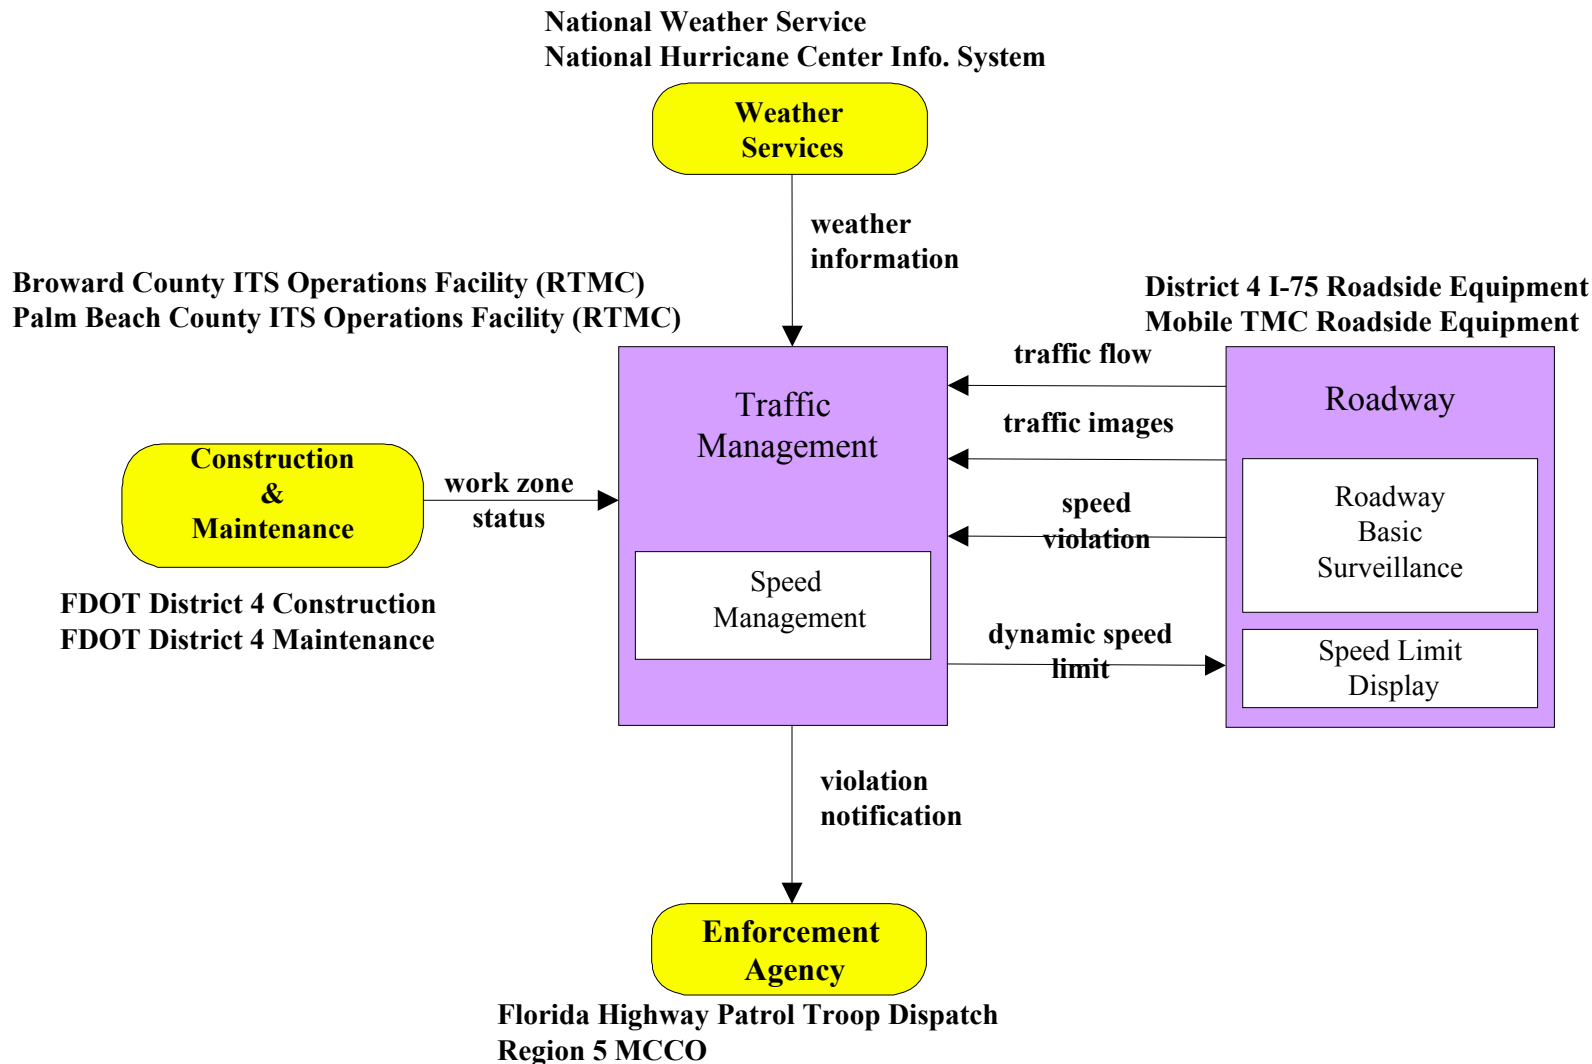 National Weather Service
National Hurricane Center Info. System
Weather
Services
weather
information
Broward County ITS Operations Facility (RTMC)
Palm Beach County ITS Operations Facility (RTMC)
District 4 I-75 Roadside Equipment
Mobile TMC Roadside Equipment
Traffic
Management
Speed
Management
traffic flow
traffic images
speed
violation
dynamic speed
limit
Roadway
Roadway
Basic
Surveillance
Speed Limit
Display
Construction
&
Maintenance
work zone
status
FDOT District 4 Construction
FDOT District 4 Maintenance
violation
notification
Enforcement
Agency
Florida Highway Patrol Troop Dispatch
Region 5 MCCO